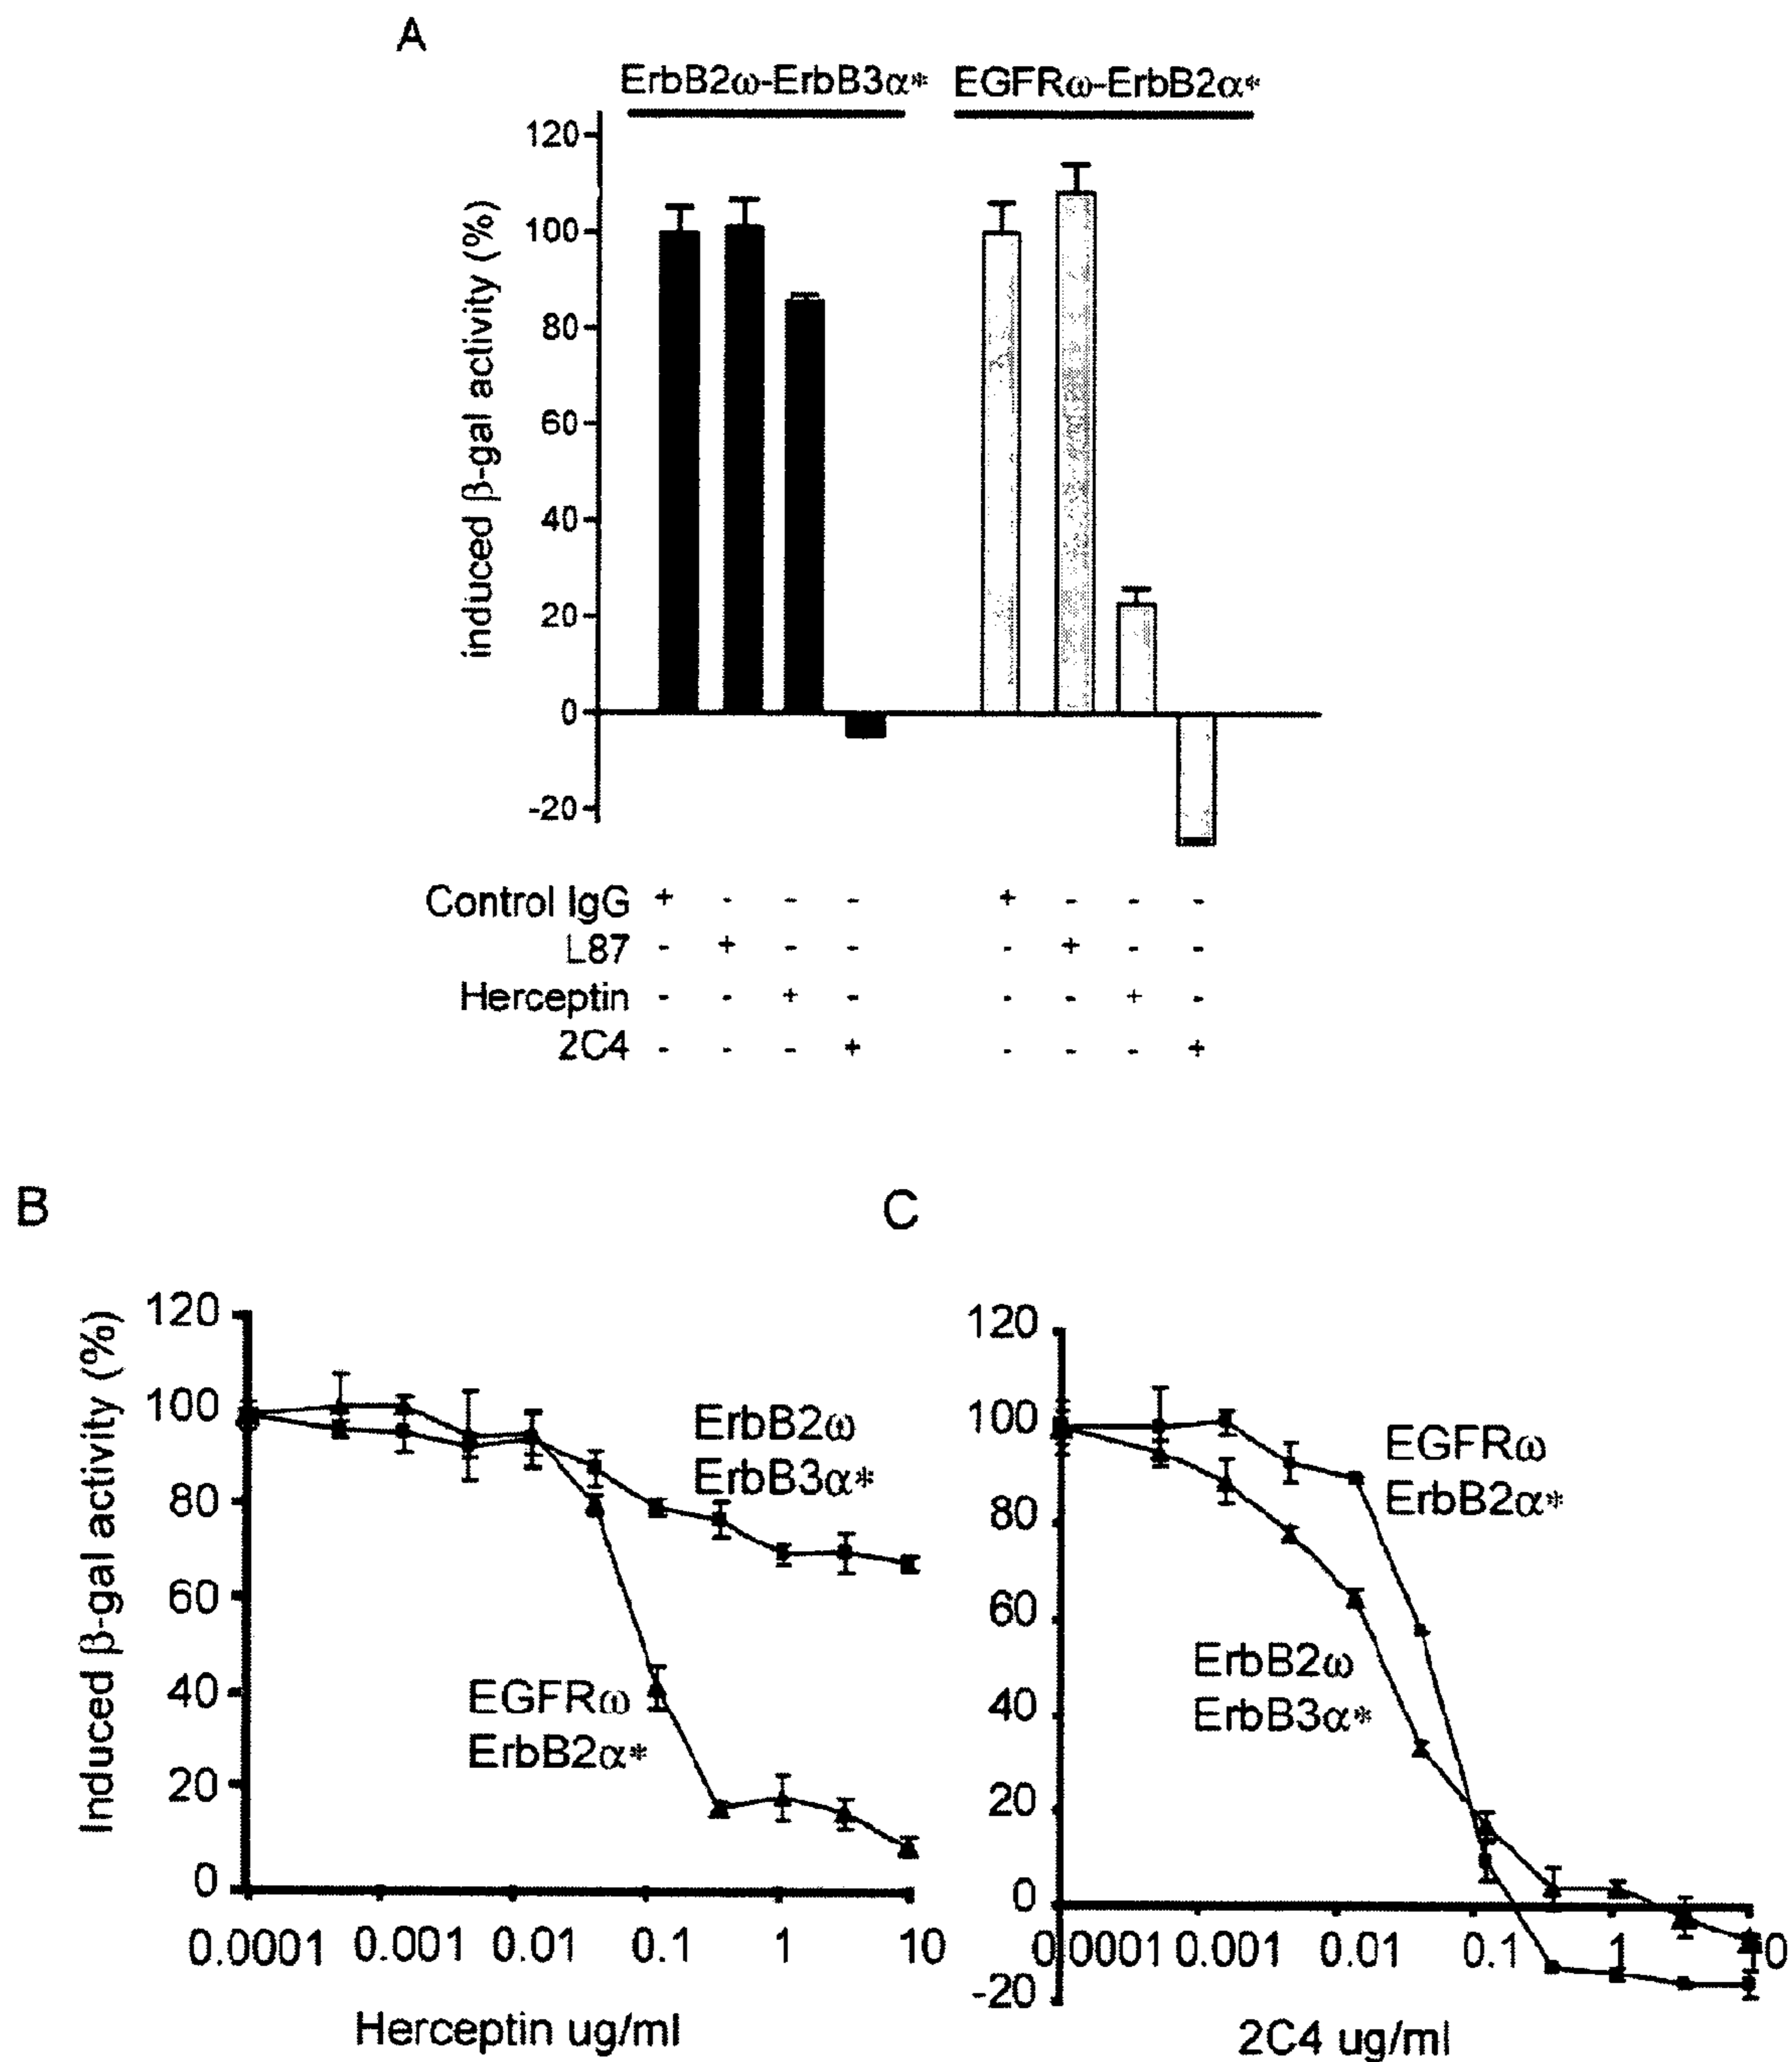 A
ErbB2ω-ErbB3α* EGFRω-ErbB2α*
induced β-gal activity (%)
120
100
80
60
40
20
0
-20
Control IgG + - - - + - - -
L87 - + - - - + - -
Herceptin - - + - - - + -
2C4 - - - + - - - +
B
Induced β-gal activity (%)
120
100
80
60
40
20
0
ErbB2ω
ErbB3α*
EGFRω
ErbB2α*
0.0001 0.001 0.01 0.1 1 10
Herceptin ug/ml
C
120
100
80
60
40
20
0
-20
EGFRω
ErbB2α*
ErbB2ω
ErbB3α*
0.0001 0.001 0.01 0.1 1 10
2C4 ug/ml